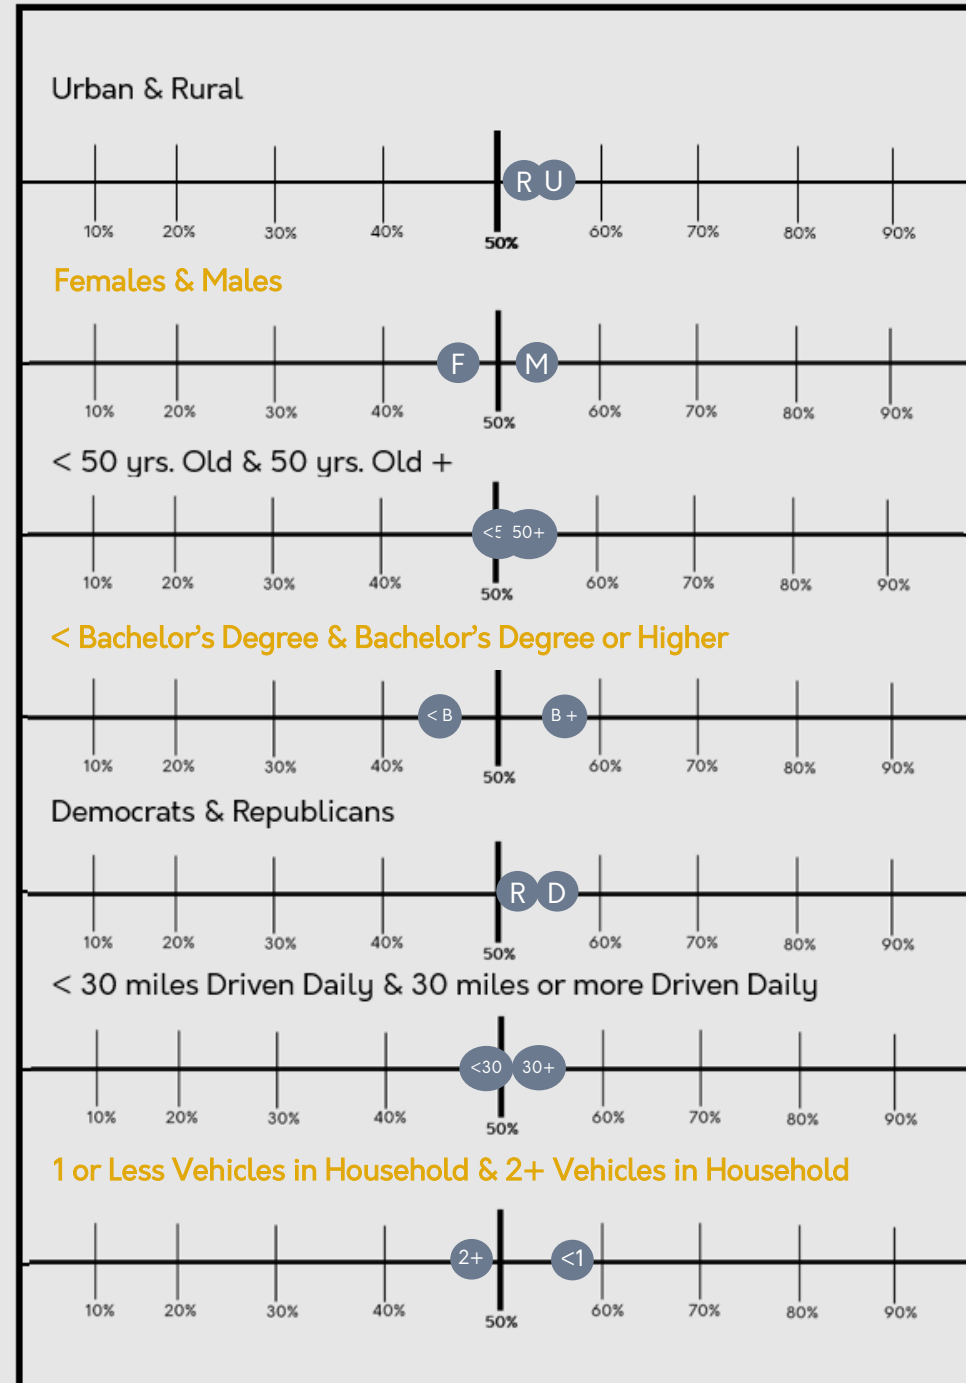 Urban & Rural
R U
10% 20% 30% 40% 50% 60% 70% 80% 90%
Females & Males
F M
10% 20% 30% 40% 50% 60% 70% 80% 90%
< 50 yrs. Old & 50 yrs. Old +
<5 50+
10% 20% 30% 40% 50% 60% 70% 80% 90%
< Bachelor's Degree & Bachelor's Degree or Higher
< B B +
10% 20% 30% 40% 50% 60% 70% 80% 90%
Democrats & Republicans
R D
10% 20% 30% 40% 50% 60% 70% 80% 90%
< 30 miles Driven Daily & 30 miles or more Driven Daily
<30 30+
10% 20% 30% 40% 50% 60% 70% 80% 90%
1 or Less Vehicles in Household & 2+ Vehicles in Household
2+ <1
10% 20% 30% 40% 50% 60% 70% 80% 90%